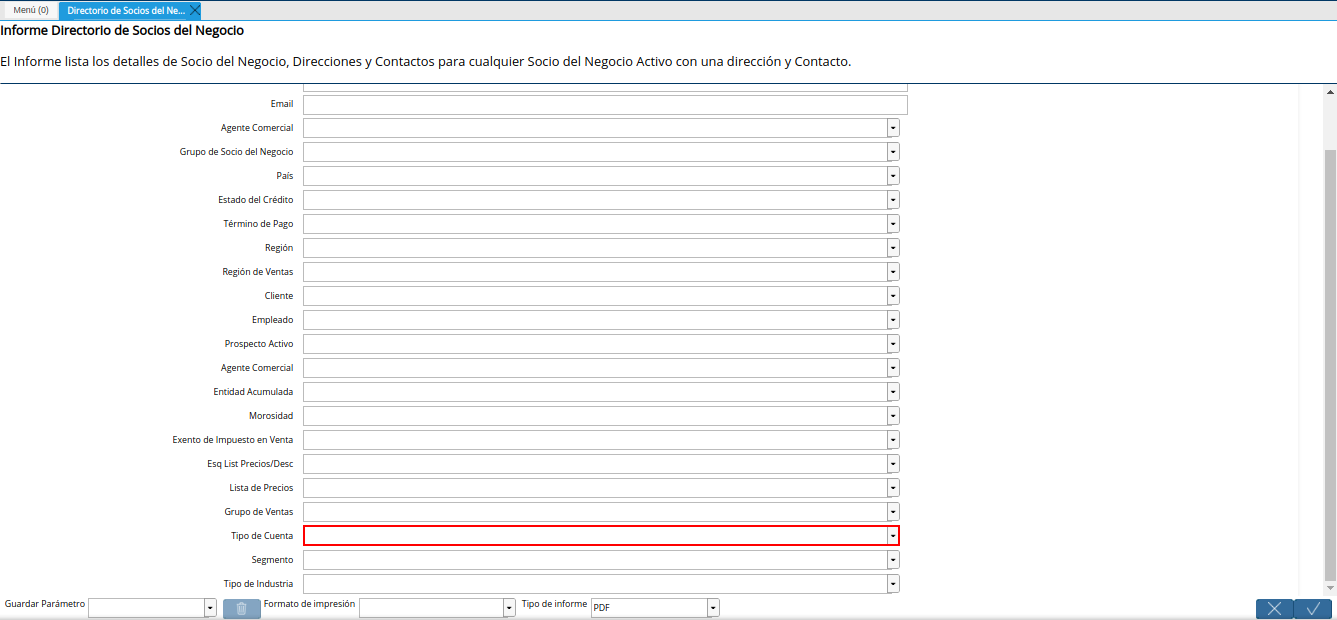 Menú (0)
Directorio de Socios del Ne...
Informe Directorio de Socios del Negocio
El Informe lista los detalles de Socio del Negocio, Direcciones y Contactos para cualquier Socio del Negocio Activo con una dirección y Contacto.
Email
Agente Comercial
Grupo de Socio del Negocio
País
Estado del Crédito
Término de Pago
Región
Región de Ventas
Cliente
Empleado
Prospecto Activo
Agente Comercial
Entidad Acumulada
Morosidad
Exento de Impuesto en Venta
Esq List Precios/Desc
Lista de Precios
Grupo de Ventas
Tipo de Cuenta
Segmento
Tipo de Industria
Guardar Parámetro
Formato de impresión
Tipo de informe
PDF